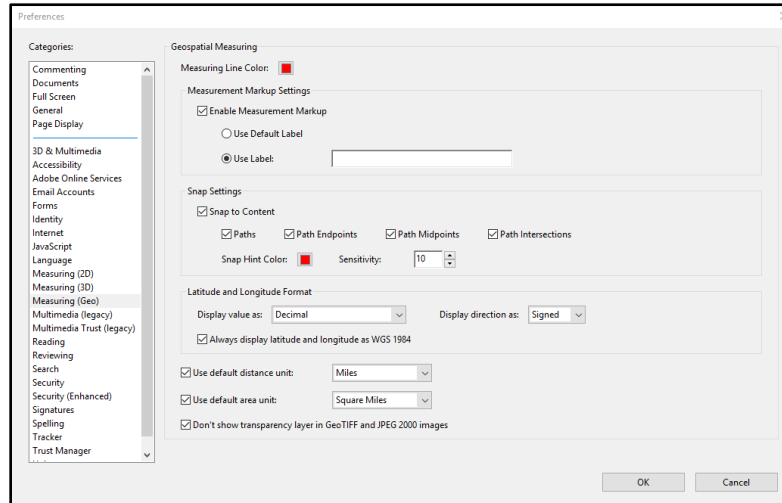 Preferences
Categories:
Commenting
Documents
Full Screen
General
Page Display
3D & Multimedia
Accessibility
Adobe Online Services
Email Accounts
Forms
Identity
Internet
JavaScript
Language
Measuring (2D)
Measuring (3D)
Measuring (Geo)
Multimedia (legacy)
Multimedia Trust (legacy)
Reading
Reviewing
Search
Security
Security (Enhanced)
Signatures
Spelling
Tracker
Trust Manager
Geospatial Measuring
Measuring Line Color:
Measurement Markup Settings
Enable Measurement Markup
Use Default Label
Use Label:
Snap Settings
Snap to Content
Paths Path Endpoints Path Midpoints Path Intersections
Snap Hint Color: Sensitivity: 10
Latitude and Longitude Format
Display value as: Decimal Display direction as: Signed
Always display latitude and longitude as WGS 1984
Use default distance unit: Miles
Use default area unit: Square Miles
Don't show transparency layer in GeoTIFF and JPEG 2000 images
OK Cancel